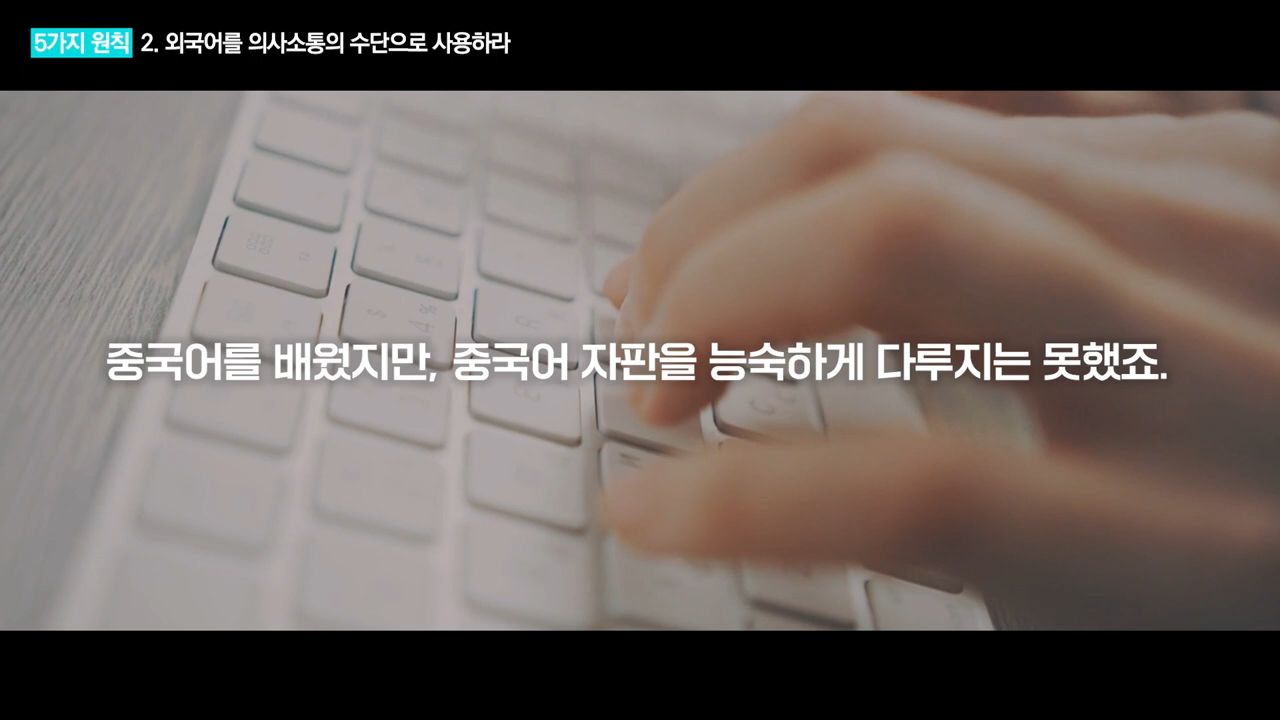 5가지 원칙 2. 외국어를 의사소통의 수단으로 사용하라
중국어를 배웠지만, 중국어 자판을 능숙하게 다루지는 못했죠.